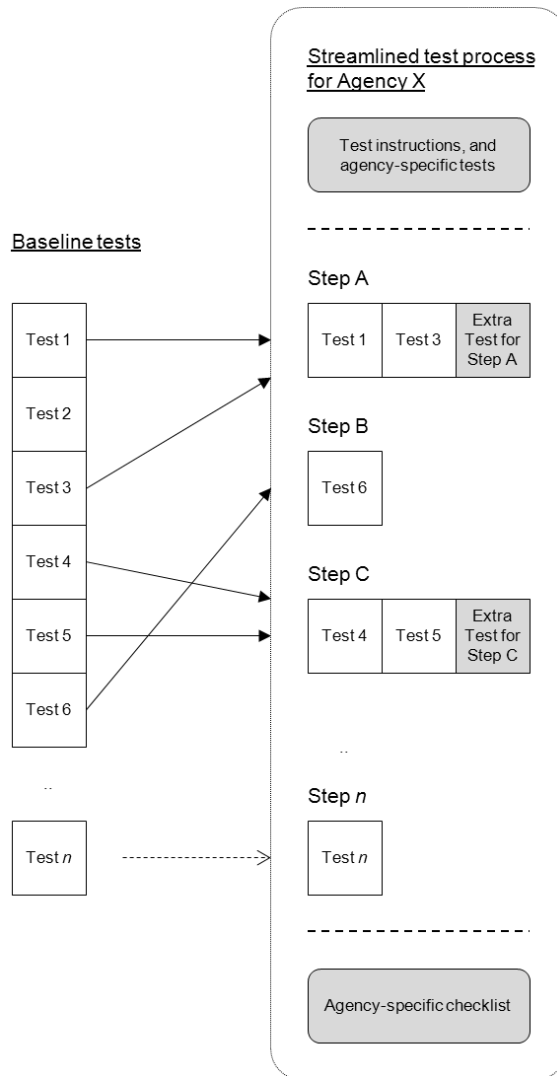 Streamlined test process
for Agency X
Test instructions, and
agency-specific tests
Baseline tests
Test 1
Test 2
Test 3
Test 4
Test 5
Test 6
..
Test n
Step A
Test 1
Test 3
Extra
Test for
Step A
Step B
Test 6
Step C
Test 4
Test 5
Extra
Test for
Step C
..
Step n
Test n
Agency-specific checklist